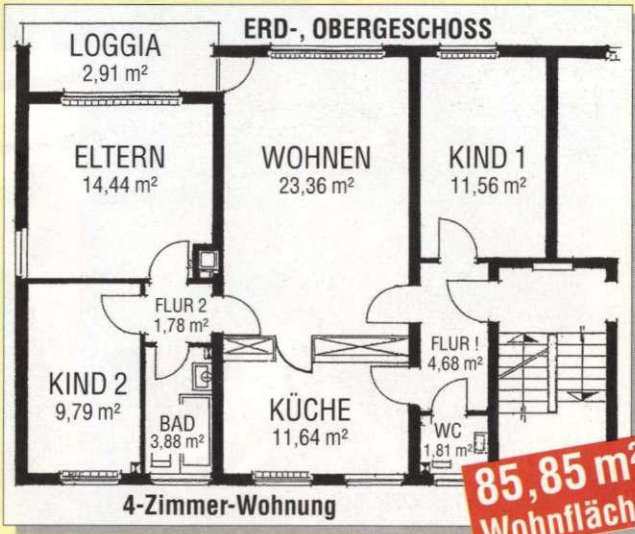 ERD-, OBERGESCHOSS
LOGGIA
2,91 m²
ELTERN
14,44 m²
WOHNEN
23,36 m²
KIND 1
11,56 m²
FLUR 2
1,78 m²
FLUR !
4,68 m²
KIND 2
9,79 m²
BAD
3,88 m²
KÜCHE
11,64 m²
WC
1,81 m²
4-Zimmer-Wohnung
85,85 m²
Wohnfläch